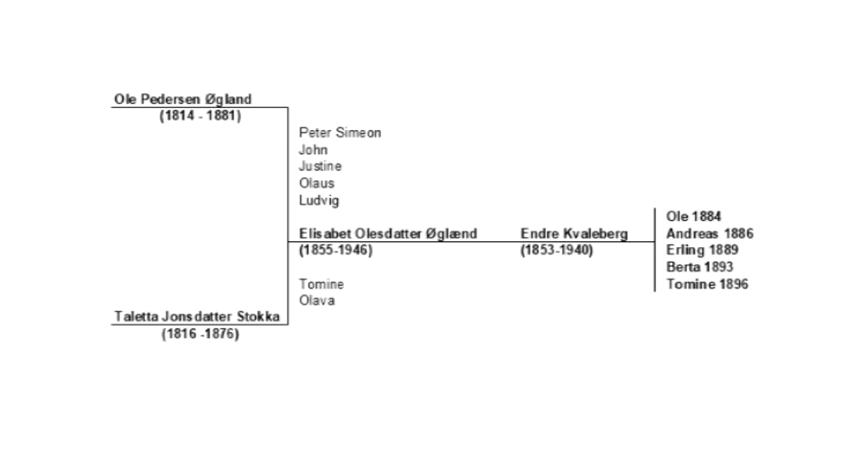 Ole Pedersen Øgland
(1814 - 1881)
Peter Simeon
John
Justine
Olaus
Ludvig
Elisabet Olesdatter Øglænd
(1855-1946)
Tomine
Olava
Taletta Jonsdatter Stokka
(1816 -1876)
Endre Kvaleberg
(1853-1940)
Ole 1884
Andreas 1886
Erling 1889
Berta 1893
Tomine 1896